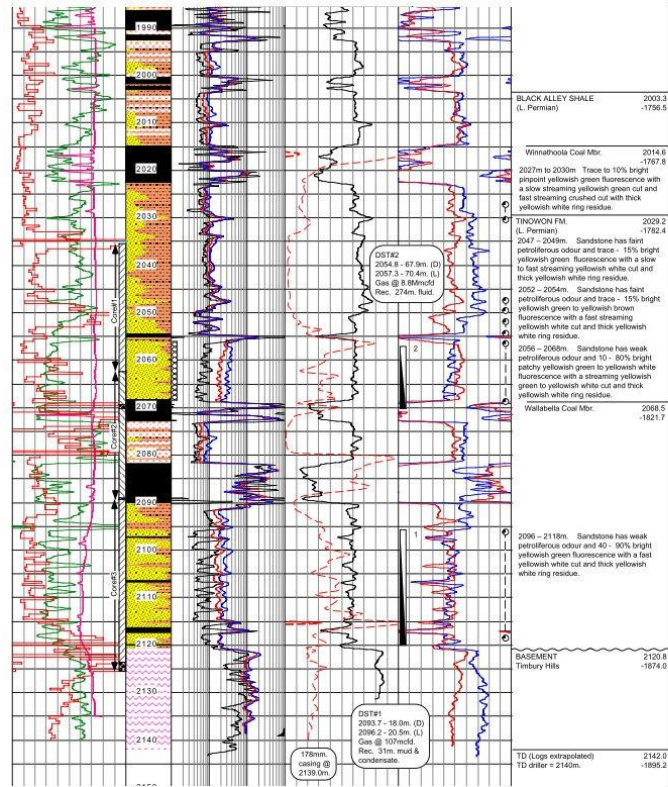 1990
2000
2010
2020
2030
2040
2050
2060
2070
2080
2090
2100
2110
2120
2130
2140
Core#1
Core#2
Core#3
DST#2
2054.8 - 67.9m. (D)
2057.3 - 70.4m. (L)
Gas @ 8.8Mmcfd
Rec. 274m. fluid.
2
1
DST#1
2093.7 - 18.0m. (D)
2096.2 - 20.5m. (L)
Gas @ 107mcfd.
Rec. 31m. mud &
condensate.
178mm.
casing @
2139.0m.
BLACK ALLEY SHALE 2003.3
(L. Permian) -1756.5
Winnathoola Coal Mbr. 2014.6
-1767.8
2027m to 2030m Trace to 10% bright
pinpoint yellowish green fluorescence with
a slow streaming yellowish green cut and
fast streaming crushed cut with thick
yellowish white ring residue.
TINOWON FM. 2029.2
(L. Permian) -1782.4
2047 – 2049m. Sandstone has faint
petroliferous odour and trace - 15% bright
yellowish green fluorescence with a slow
to fast streaming yellowish white cut and
thick yellowish white ring residue.
2052 – 2054m. Sandstone has faint
petroliferous odour and trace - 15% bright
yellowish green to yellowish brown
fluorescence with a fast streaming
yellowish white cut and thick yellowish
white ring residue.
2056 – 2068m. Sandstone has weak
petroliferous odour and 10 - 80% bright
patchy yellowish green to yellowish white
fluorescence with a streaming yellowish
green to yellowish white cut and thick
yellowish white ring residue.
Wallabella Coal Mbr. 2068.5
-1821.7
2096 – 2118m. Sandstone has weak
petroliferous odour and 40 - 90% bright
yellowish green fluorescence with a fast
yellowish white cut and thick yellowish
white ring residue.
BASEMENT 2120.8
Timbury Hills -1874.0
TD (Logs extrapolated) 2142.0
TD driller = 2140m. -1895.2